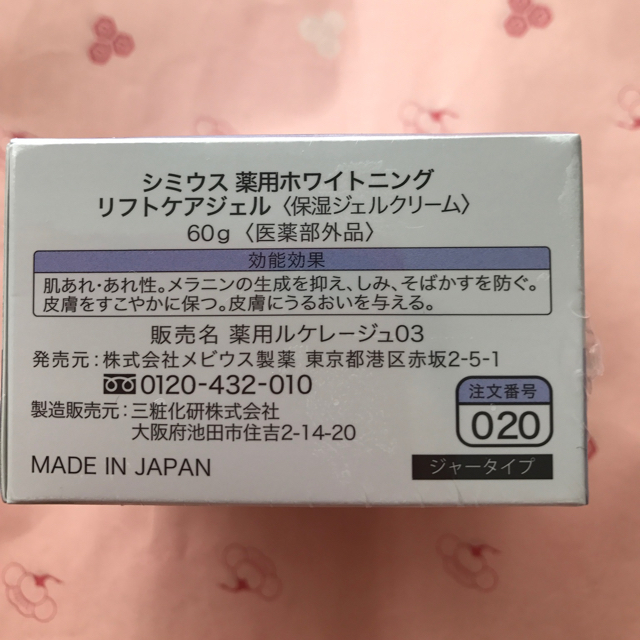 シミウス 薬用ホワイトニング
リフトケアジェル〈保湿ジェルクリーム〉
60g〈医薬部外品〉
効能効果
肌あれ・あれ性。メラニンの生成を抑え、しみ、そばかすを防ぐ。
皮膚をすこやかに保つ。皮膚にうるおいを与える。
販売名 薬用ルケレージュ03
発売元:株式会社メビウス製薬 東京都港区赤坂2-5-1
0120-432-010
製造販売元:三粧化研株式会社
大阪府池田市住吉2-14-20
注文番号
020
MADE IN JAPAN
ジャータイプ